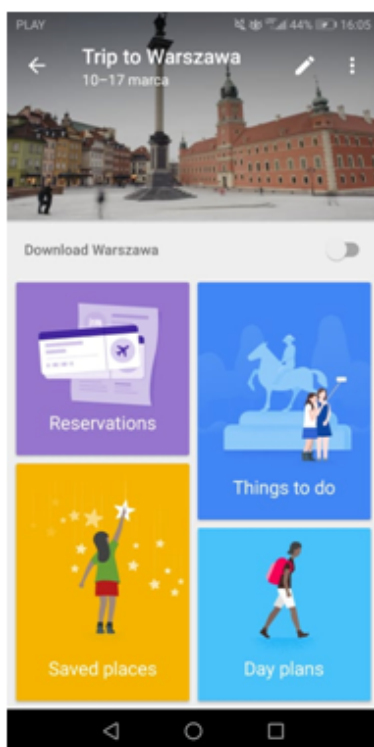 PLAY 44% 16:05
Trip to Warszawa
10–17 marca
Download Warszawa
Reservations
Things to do
Saved places
Day plans